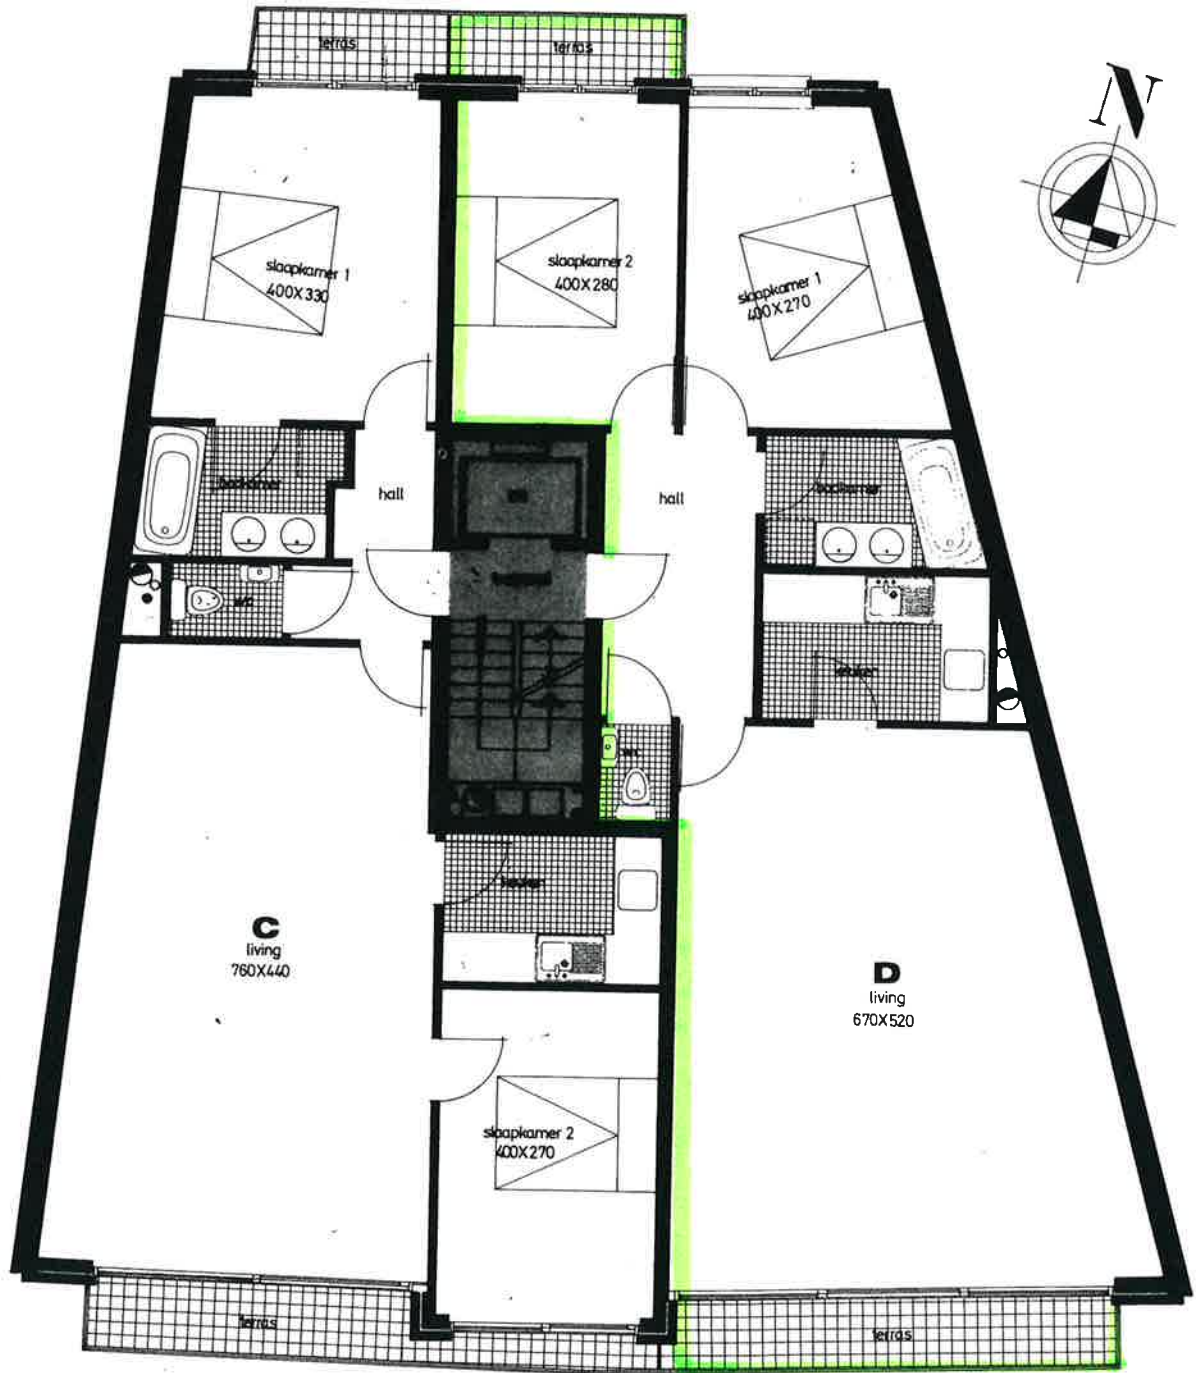 terras
terras
N
slaapkamer 1
400X330
slaapkamer 2
400X280
slaapkamer 1
400X270
badkamer
hall
hall
badkamer
wc
keuken
wc
keuken
C
living
760X440
D
living
670X520
slaapkamer 2
400X270
terras
terras